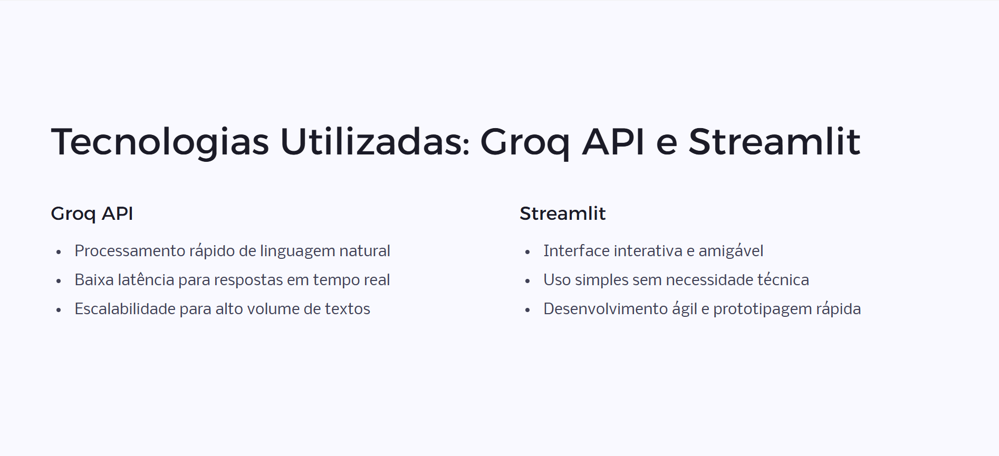 Tecnologias Utilizadas: Groq API e Streamlit
Groq API
• Processamento rápido de linguagem natural
• Baixa latência para respostas em tempo real
• Escalabilidade para alto volume de textos
Streamlit
• Interface interativa e amigável
• Uso simples sem necessidade técnica
• Desenvolvimento ágil e prototipagem rápida